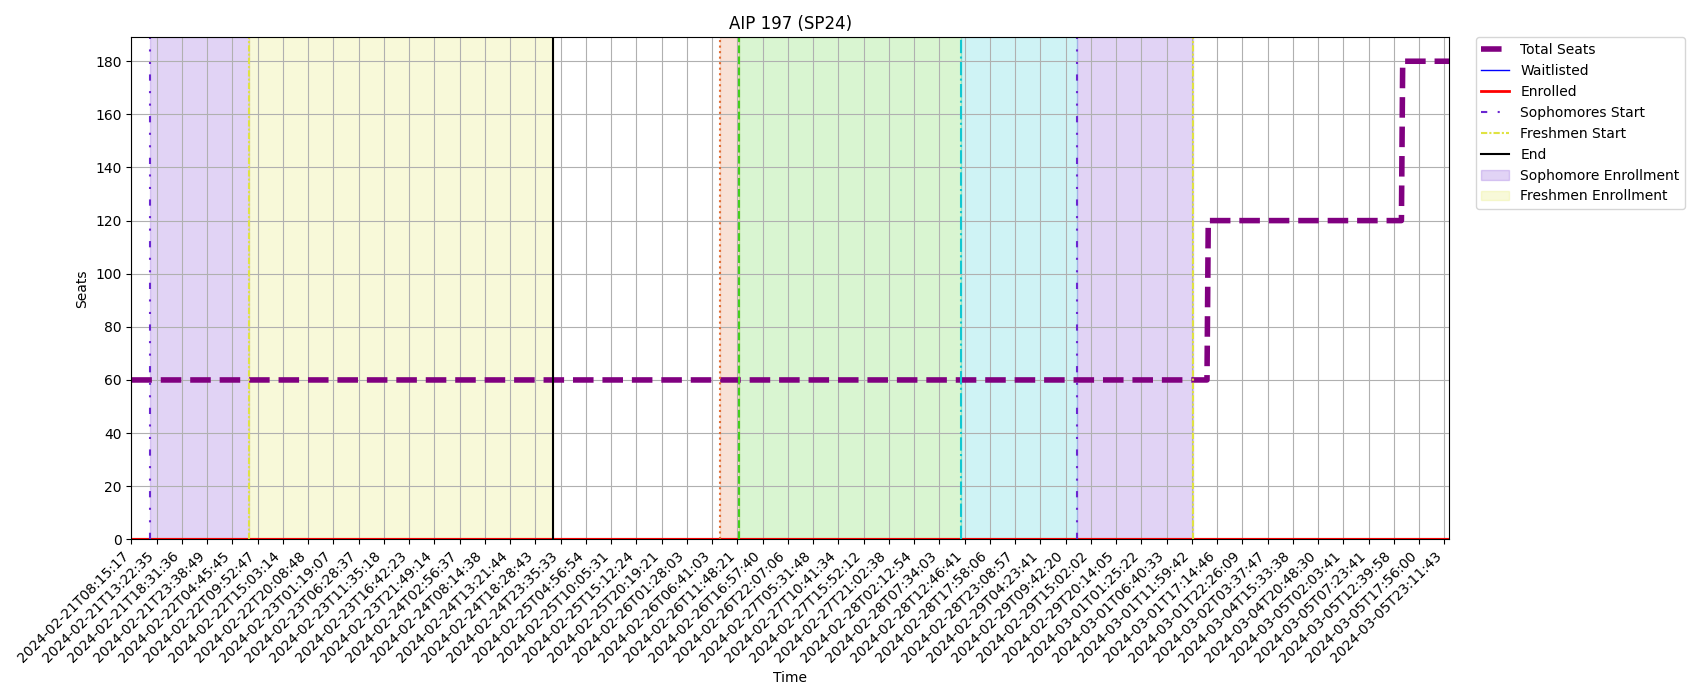 AIP 197 (SP24)
Seats
180
160
140
120
100
80
60
40
20
0
2024-02-21T08:15:17
2024-02-21T13:22:35
2024-02-21T18:31:36
2024-02-21T23:38:49
2024-02-22T04:45:45
2024-02-22T09:52:47
2024-02-22T15:03:14
2024-02-22T20:08:48
2024-02-23T01:19:07
2024-02-23T06:28:37
2024-02-23T11:35:18
2024-02-23T16:42:23
2024-02-23T21:49:14
2024-02-24T02:56:37
2024-02-24T08:14:38
2024-02-24T13:21:44
2024-02-24T18:28:43
2024-02-24T23:35:33
2024-02-25T04:56:54
2024-02-25T10:05:31
2024-02-25T15:12:24
2024-02-25T20:19:21
2024-02-26T01:28:03
2024-02-26T06:41:03
2024-02-26T11:48:21
2024-02-26T16:57:40
2024-02-26T22:07:06
2024-02-27T05:31:48
2024-02-27T10:41:34
2024-02-27T15:52:12
2024-02-27T21:02:38
2024-02-28T02:12:54
2024-02-28T07:34:03
2024-02-28T12:46:41
2024-02-28T17:58:06
2024-02-28T23:08:57
2024-02-29T04:23:41
2024-02-29T09:42:20
2024-02-29T15:02:02
2024-02-29T20:14:05
2024-03-01T01:25:22
2024-03-01T06:40:33
2024-03-01T11:59:42
2024-03-01T17:14:46
2024-03-01T22:26:09
2024-03-02T03:37:47
2024-03-04T15:33:38
2024-03-04T20:48:30
2024-03-05T02:03:41
2024-03-05T07:23:41
2024-03-05T12:39:58
2024-03-05T17:56:00
2024-03-05T23:11:43
Time
Total Seats
Waitlisted
Enrolled
Sophomores Start
Freshmen Start
End
Sophomore Enrollment
Freshmen Enrollment